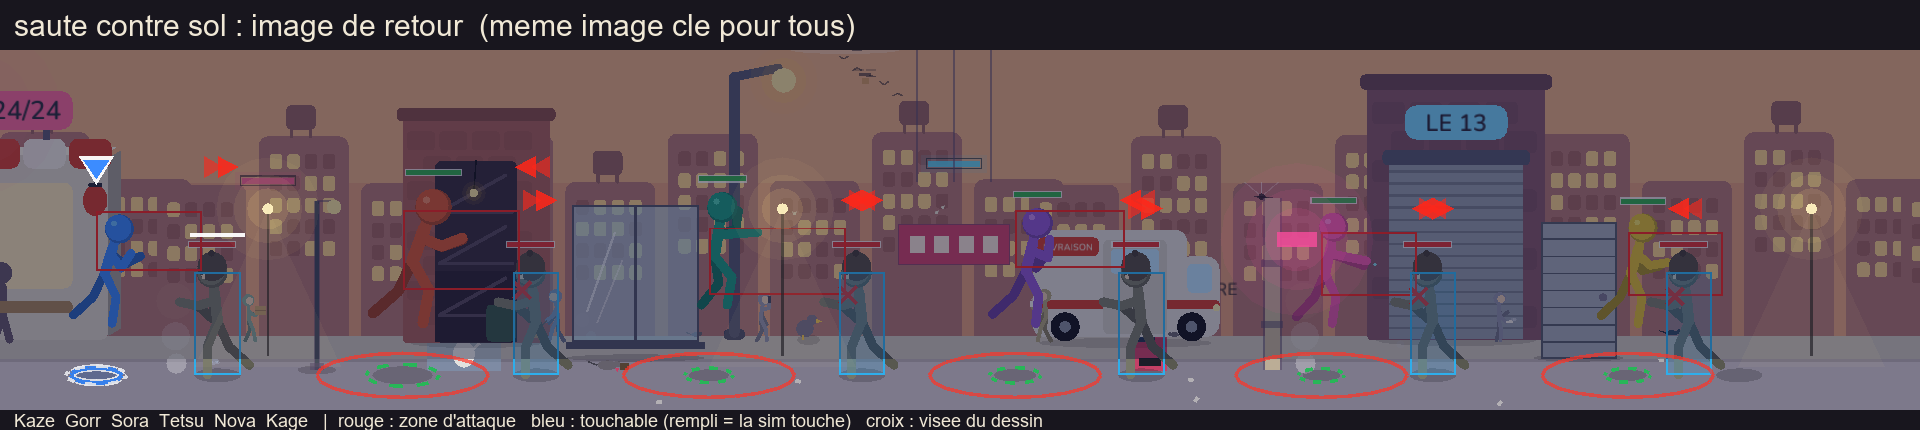 saute contre sol : image de retour  (meme image cle pour tous)
24/24
LE 13
VRAISON
RE
Kaze  Gorr  Sora  Tetsu  Nova  Kage   |  rouge : zone d'attaque   bleu : touchable (rempli = la sim touche)   croix : visee du dessin